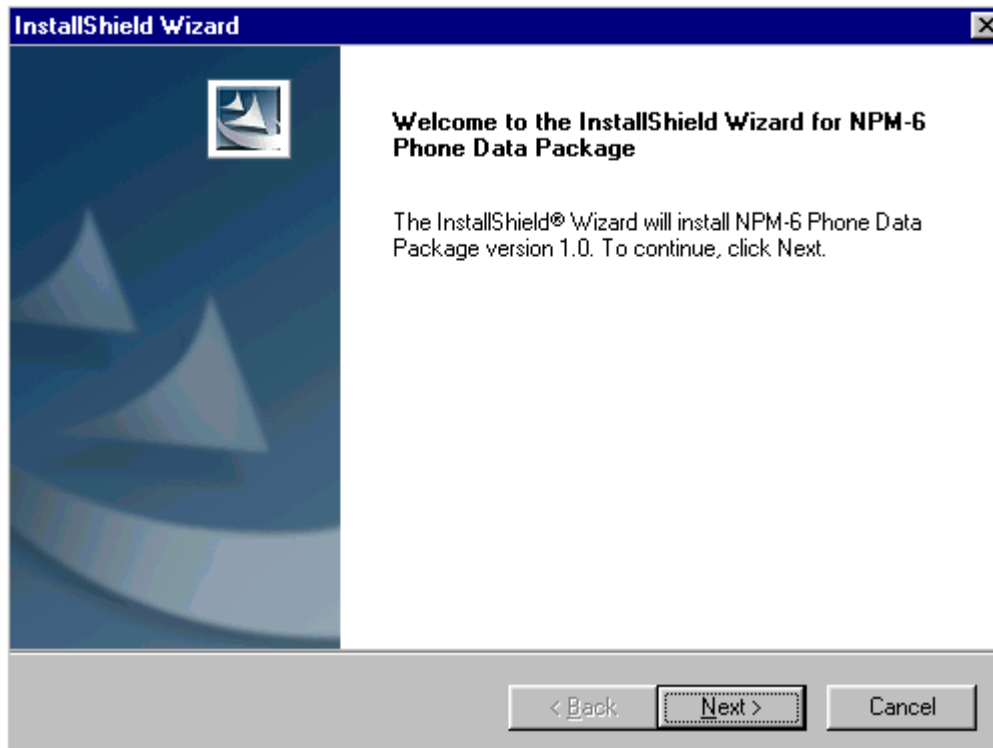 InstallShield Wizard
Welcome to the InstallShield Wizard for NPM-6
Phone Data Package
The InstallShield® Wizard will install NPM-6 Phone Data
Package version 1.0. To continue, click Next.
< Back
Next >
Cancel